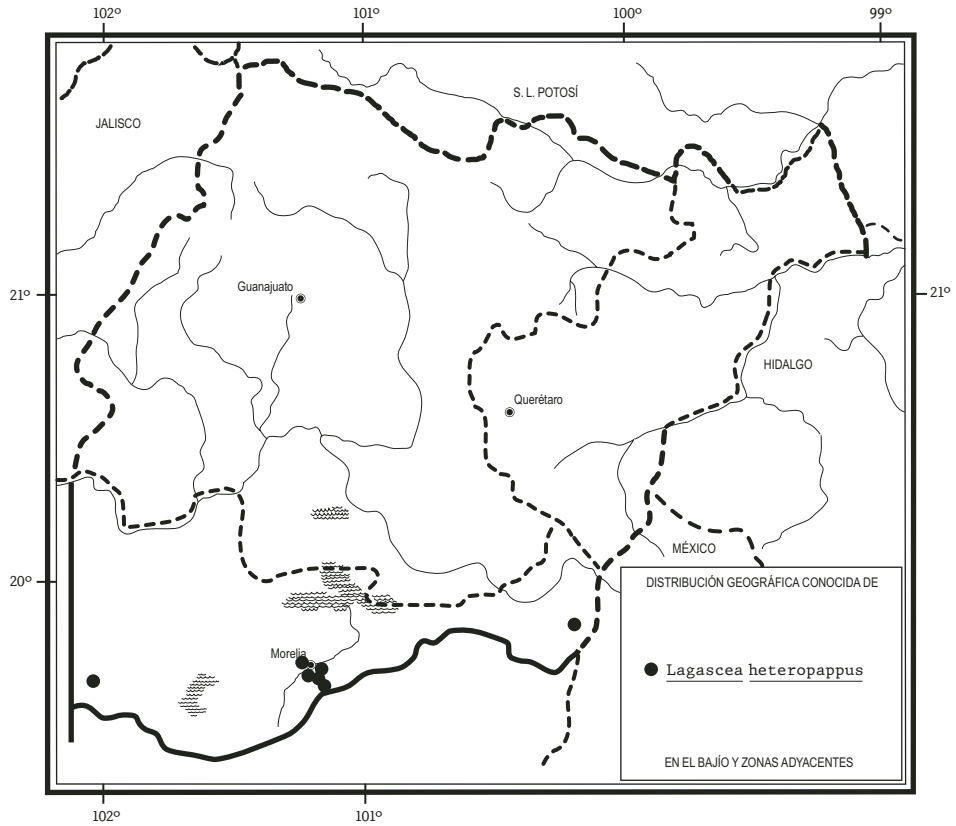 102º 101º 100º 99º
S. L. POTOSÍ
JALISCO
Guanajuato
21º 21º
HIDALGO
Querétaro
MÉXICO
20º
DISTRIBUCIÓN GEOGRÁFICA CONOCIDA DE
Morelia
Lagascea heteropappus
EN EL BAJÍO Y ZONAS ADYACENTES
102º 101º